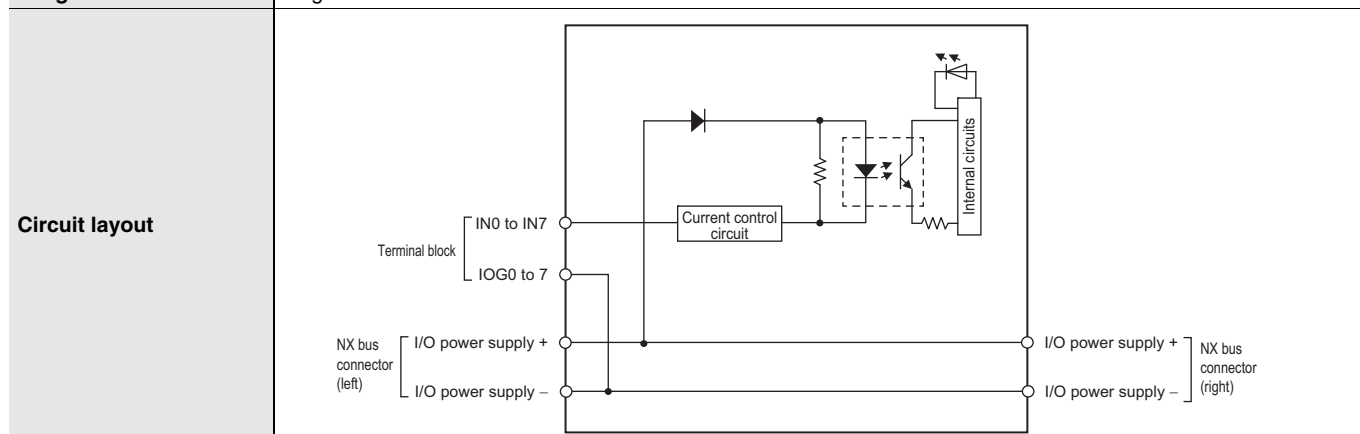 Circuit layout
Terminal block
IN0 to IN7
IOG0 to 7
Current control
circuit
Internal circuits
NX bus
connector
(left)
I/O power supply +
I/O power supply –
I/O power supply +
I/O power supply –
NX bus
connector
(right)